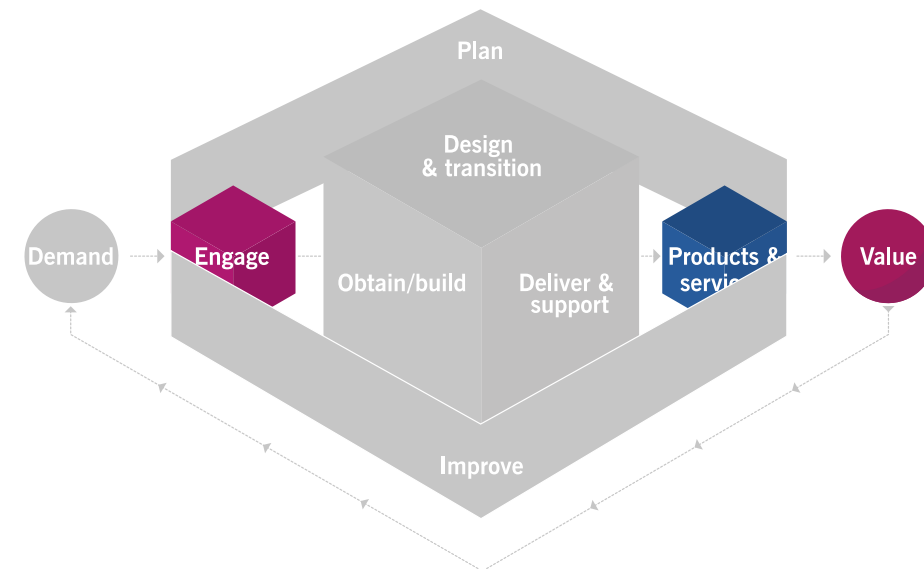 Plan
Design
& transition
Demand
Engage
Obtain/build
Deliver &
support
Products &
Value
Improve